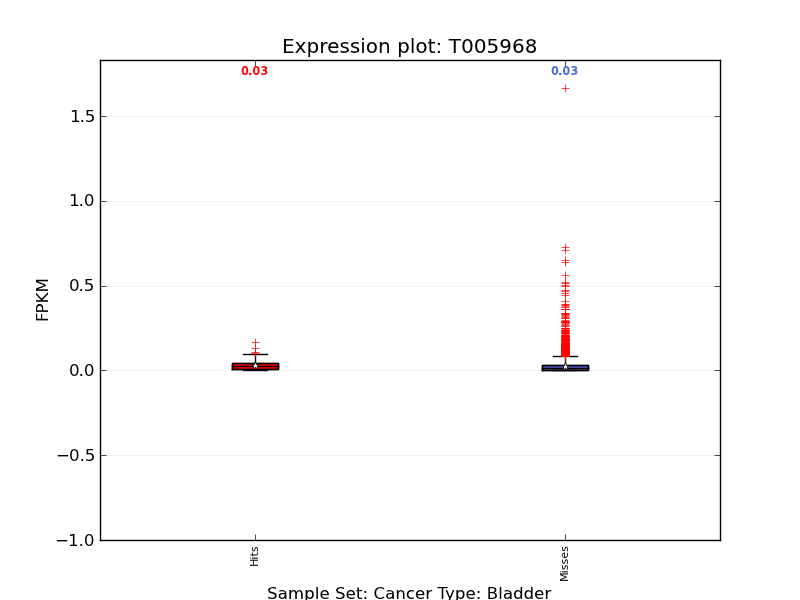 Expression plot: T005968
0.03
0.03
1.5
1.0
0.5
0.0
−0.5
−1.0
FPKM
Hits
Misses
Sample Set: Cancer Type: Bladder